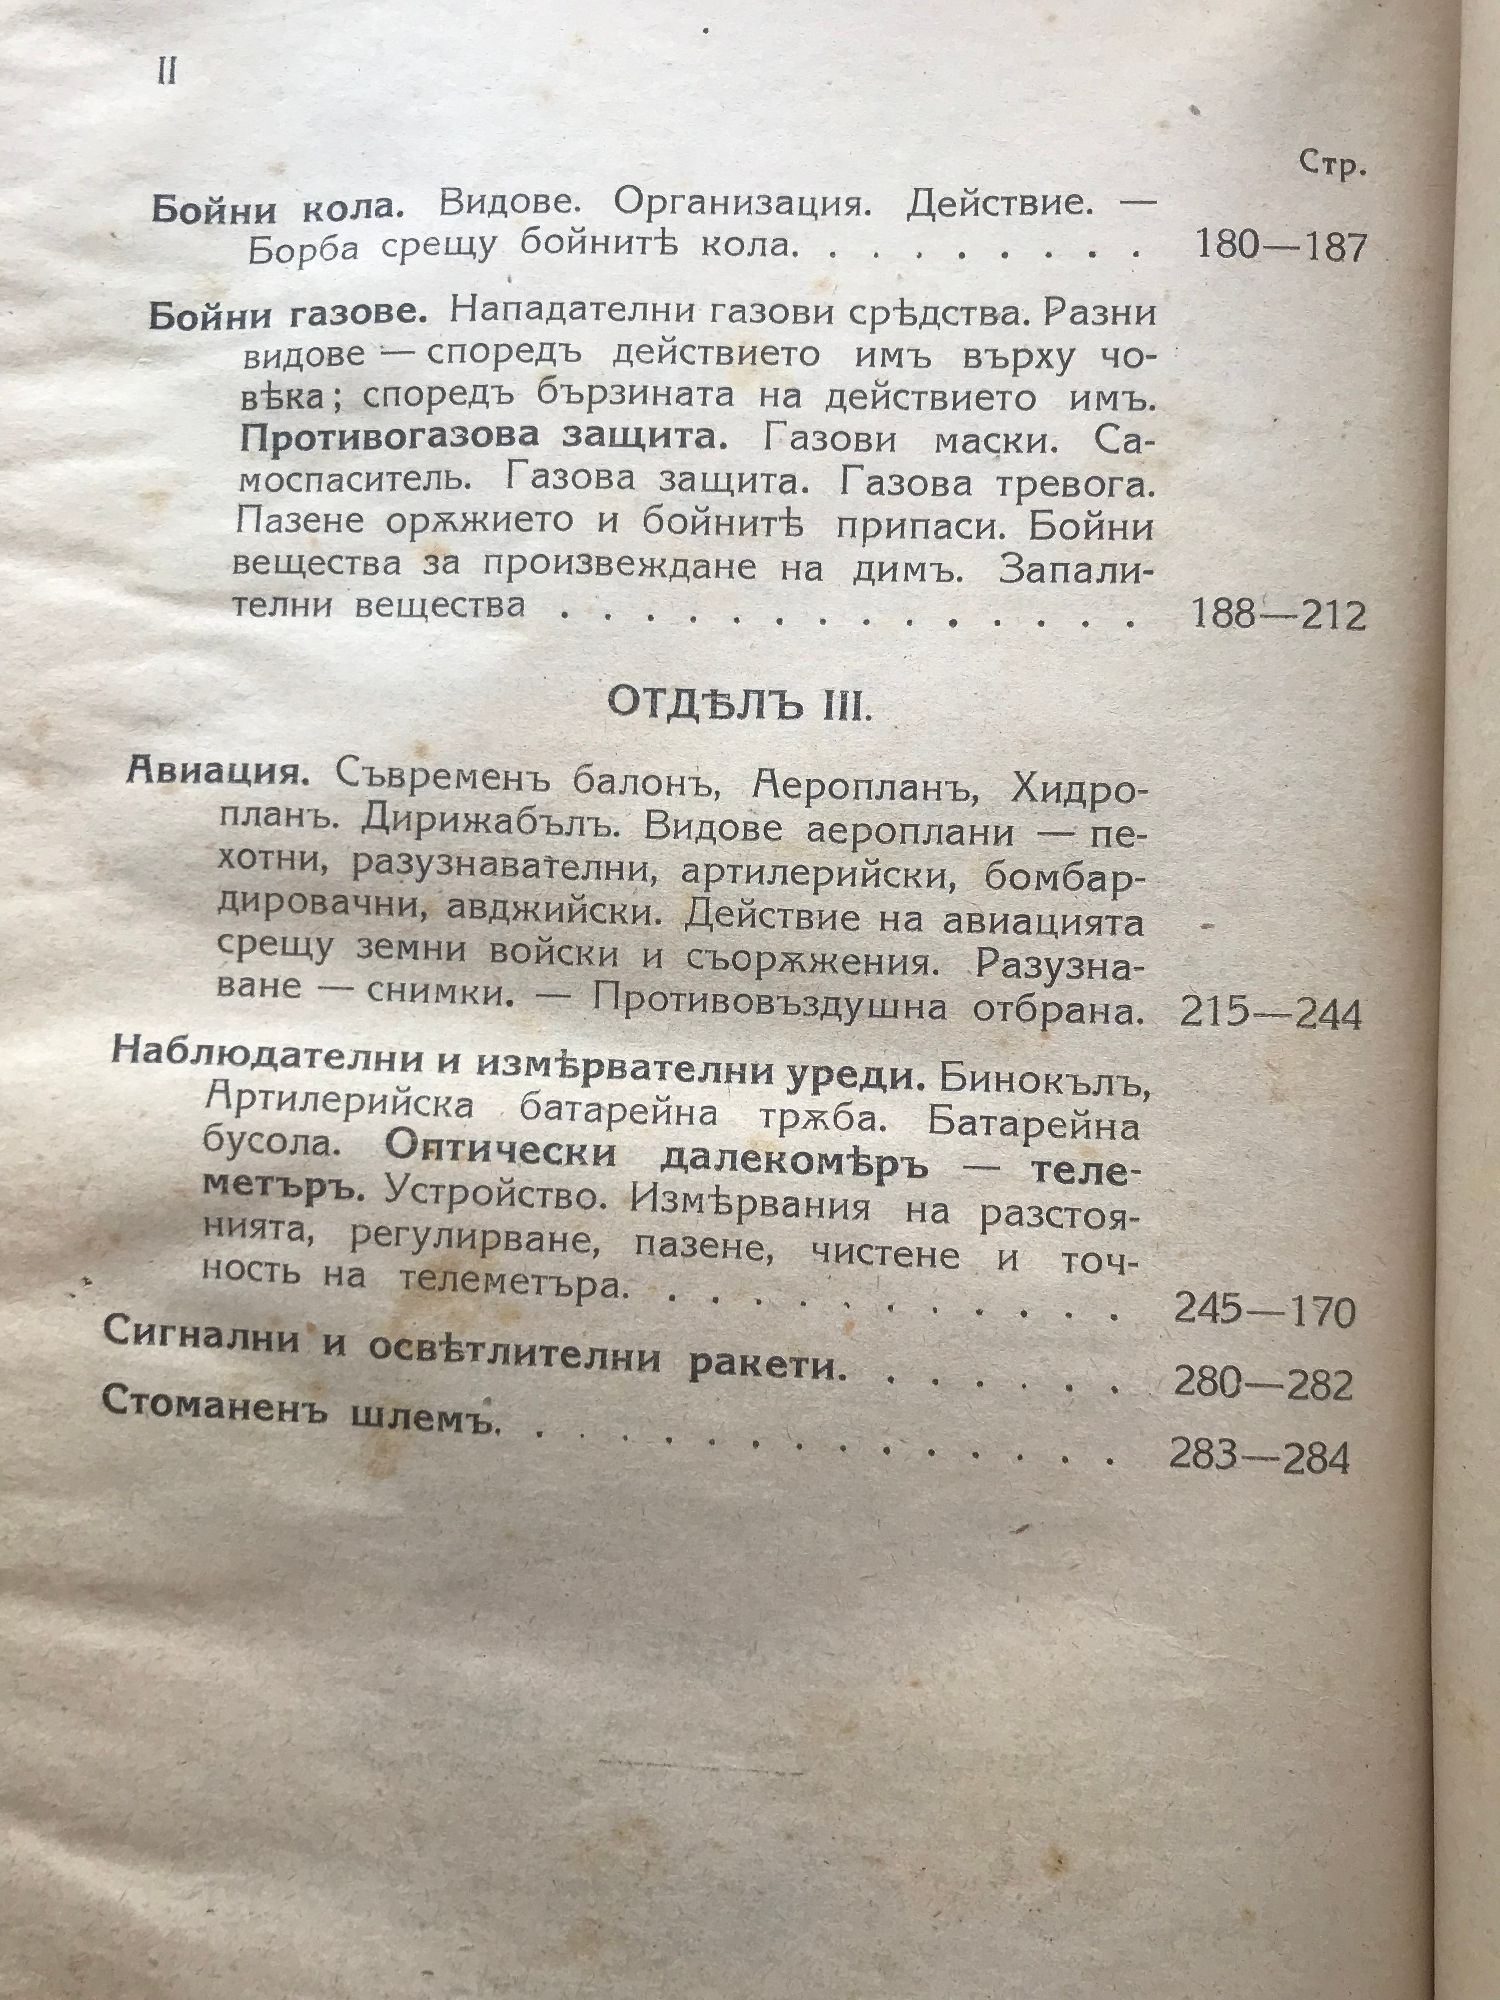 II
Стр.
Бойни кола. Видове. Организация. Действие. —
Борба срещу бойнитѣ кола. . . . . . . . . 180—187
Бойни газове. Нападателни газови срѣдства. Разни
видове — споредъ действието имъ върху чо-
вѣка; споредъ бързината на действието имъ.
Противогазова защита. Газови маски. Са-
моспаситель. Газова защита. Газова тревога.
Пазене орѫжието и бойнитѣ припаси. Бойни
вещества за произвеждане на димъ. Запали-
телни вещества . . . . . . . . . . . . . . 188—212
ОТДѢЛЪ III.
Авиация. Съвременъ балонъ, Аеропланъ, Хидро-
планъ. Дирижабълъ. Видове аероплани — пе-
хотни, разузнавателни, артилерийски, бомбар-
дировачни, авджийски. Действие на авиацията
срещу земни войски и съорѫжения. Разузна-
ване — снимки. — Противовъздушна отбрана. 215—244
Наблюдателни и измѣрвателни уреди. Бинокълъ,
Артилерийска батарейна трѫба. Батарейна
бусола. Оптически далекомѣръ — теле-
метъръ. Устройство. Измѣрвания на разстоя-
нията, регулирване, пазене, чистене и точ-
ность на телеметъра. . . . . . . . . . . . 245—170
Сигнални и освѣтлителни ракети. . . . . . . 280—282
Стоманенъ шлемъ. . . . . . . . . . . . . . . 283—284